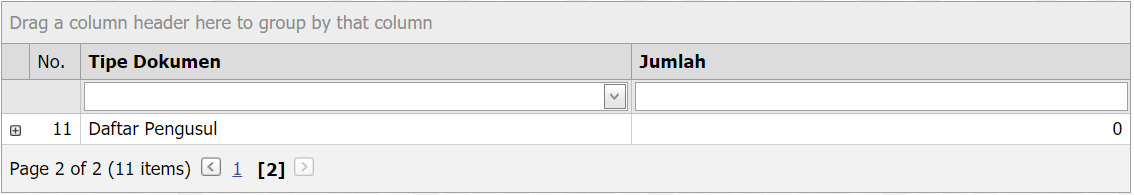 Drag a column header here to group by that column
No. Tipe Dokumen Jumlah
11 Daftar Pengusul 0
Page 2 of 2 (11 items) 1 [2]